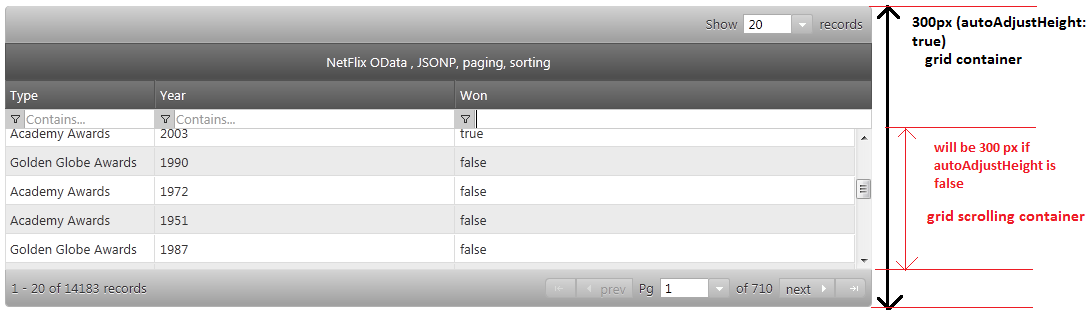 Show 20 records
NetFlix OData , JSONP, paging, sorting
Type Year Won
Contains... Contains...
Academy Awards 2003 true
Golden Globe Awards 1990 false
Academy Awards 1972 false
Academy Awards 1951 false
Golden Globe Awards 1987 false
1 - 20 of 14183 records prev Pg 1 of 710 next
300px (autoAdjustHeight:
true)
grid container
will be 300 px if
autoAdjustHeight is
false
grid scrolling container